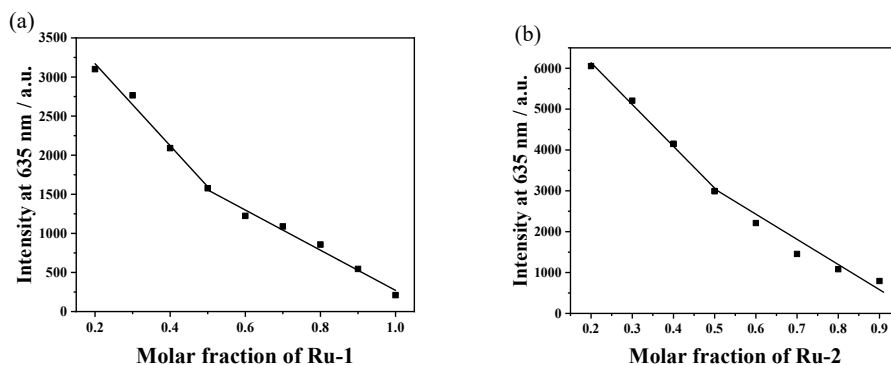 (a)
Intensity at 635 nm / a.u.
3500
3000
2500
2000
1500
1000
500
0
0.2 0.4 0.6 0.8 1.0
Molar fraction of Ru-1
(b)
Intensity at 635 nm / a.u.
6000
5000
4000
3000
2000
1000
0
0.2 0.3 0.4 0.5 0.6 0.7 0.8 0.9
Molar fraction of Ru-2